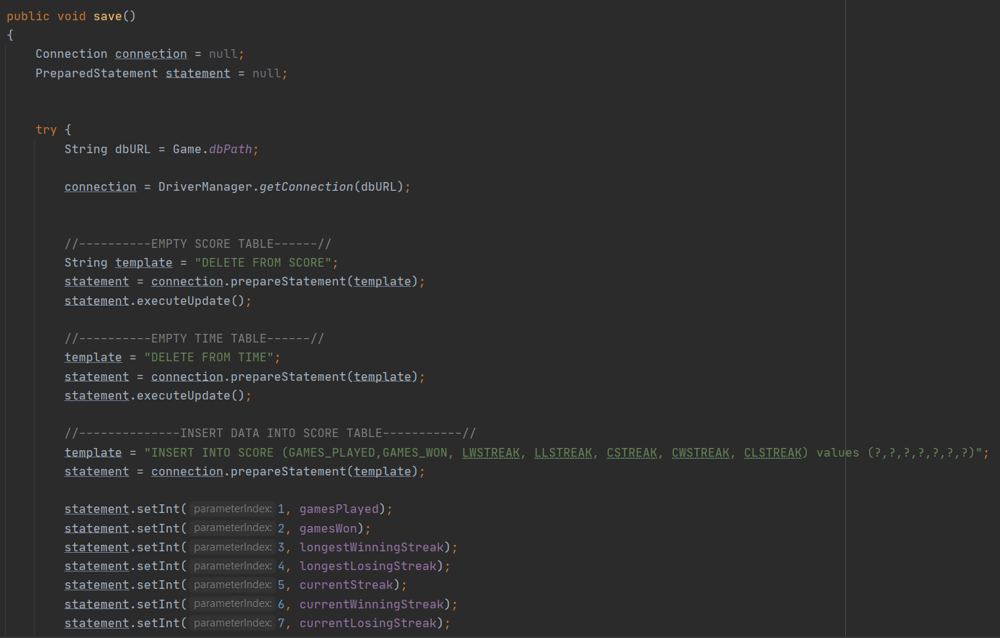 public void save()
{
    Connection connection = null;
    PreparedStatement statement = null;
    try {
        String dbURL = Game.dbPath;
        connection = DriverManager.getConnection(dbURL);
        //----------EMPTY SCORE TABLE------//
        String template = "DELETE FROM SCORE";
        statement = connection.prepareStatement(template);
        statement.executeUpdate();
        //----------EMPTY TIME TABLE------//
        template = "DELETE FROM TIME";
        statement = connection.prepareStatement(template);
        statement.executeUpdate();
        //--------------INSERT DATA INTO SCORE TABLE-----------//
        template = "INSERT INTO SCORE (GAMES_PLAYED,GAMES_WON, LWSTREAK, LLSTREAK, CSTREAK, CWSTREAK, CLSTREAK) values (?,?,?,?,?,?,?)";
        statement = connection.prepareStatement(template);
        statement.setInt( parameterIndex: 1, gamesPlayed);
        statement.setInt( parameterIndex: 2, gamesWon);
        statement.setInt( parameterIndex: 3, longestWinningStreak);
        statement.setInt( parameterIndex: 4, longestLosingStreak);
        statement.setInt( parameterIndex: 5, currentStreak);
        statement.setInt( parameterIndex: 6, currentWinningStreak);
        statement.setInt( parameterIndex: 7, currentLosingStreak);